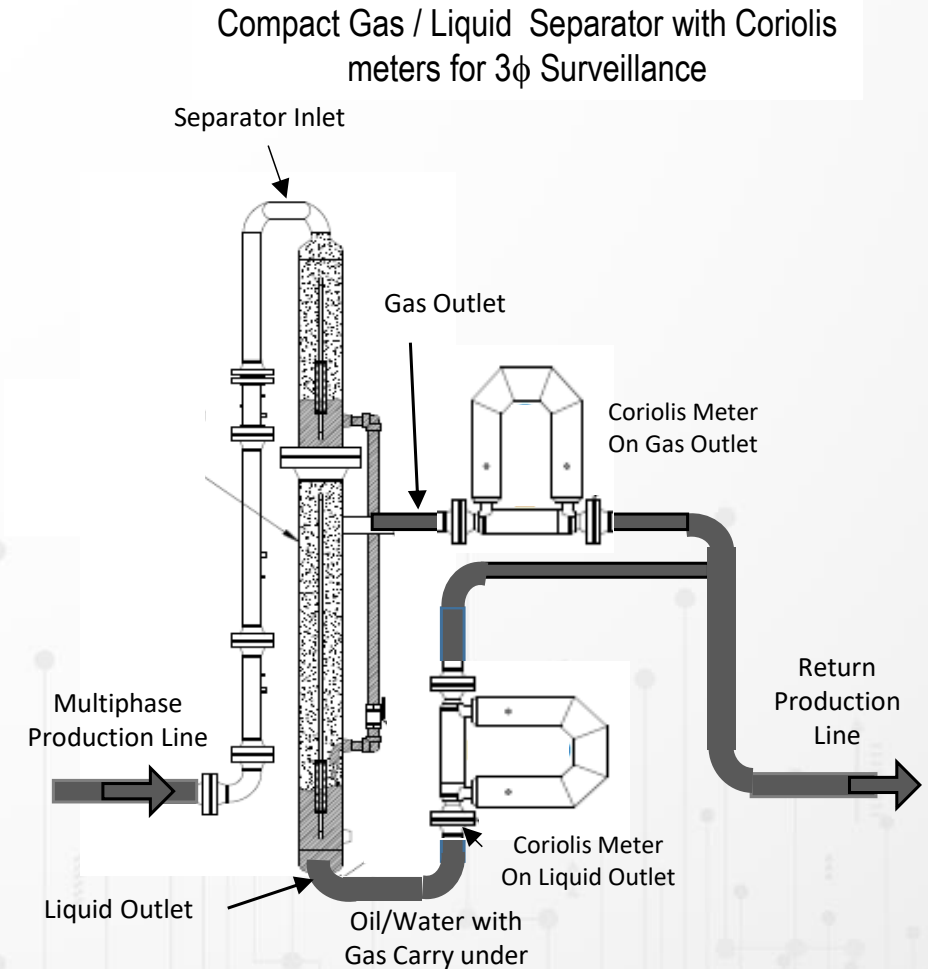 Compact Gas / Liquid Separator with Coriolis
meters for 3ϕ Surveillance
Separator Inlet
Gas Outlet
Coriolis Meter
On Gas Outlet
Multiphase
Production Line
Return
Production
Line
Coriolis Meter
On Liquid Outlet
Liquid Outlet
Oil/Water with
Gas Carry under